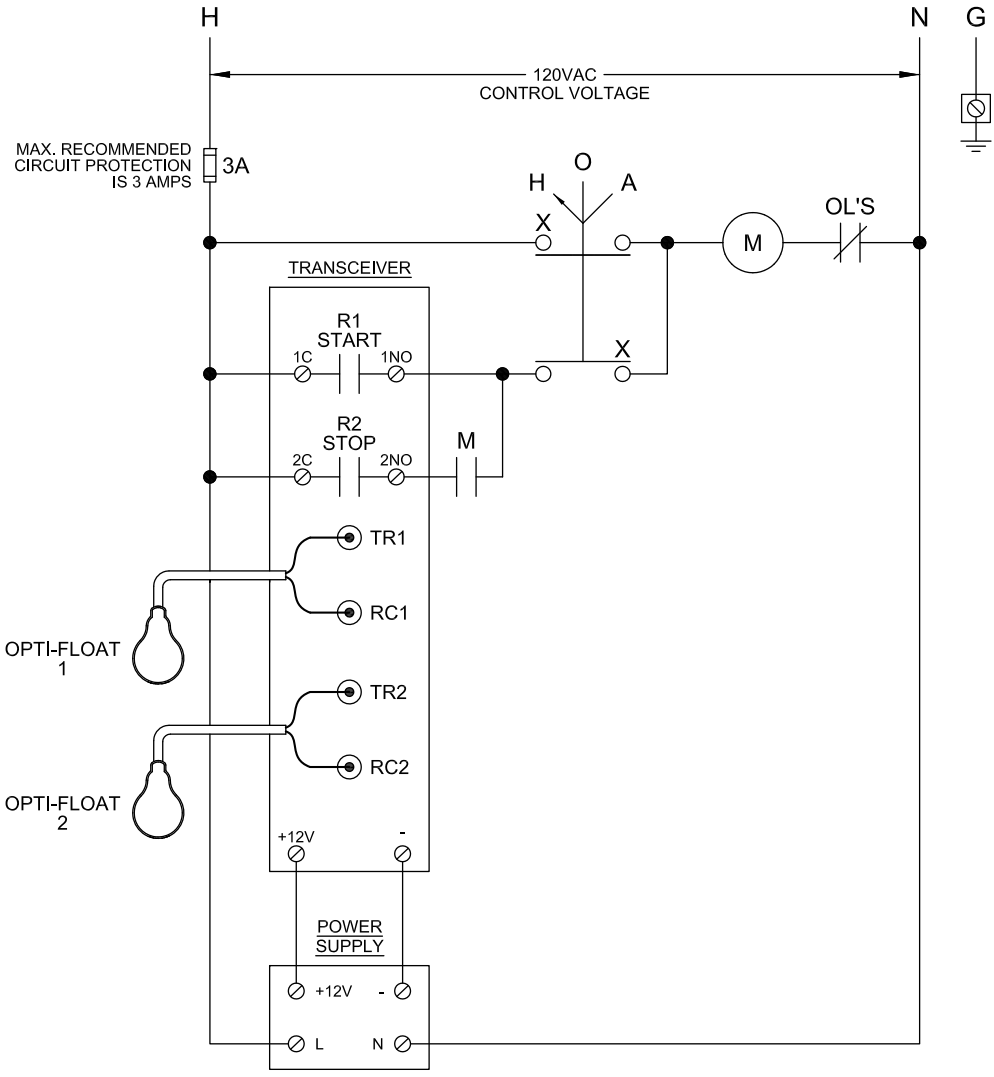 H
N
G
120VAC
CONTROL VOLTAGE
MAX. RECOMMENDED
CIRCUIT PROTECTION
IS 3 AMPS
3A
O
H
A
X
M
OL'S
TRANSCEIVER
R1
START
1C
1NO
X
R2
STOP
2C
2NO
M
TR1
RC1
OPTI-FLOAT
1
TR2
RC2
OPTI-FLOAT
2
+12V
-
POWER
SUPPLY
+12V
-
L
N